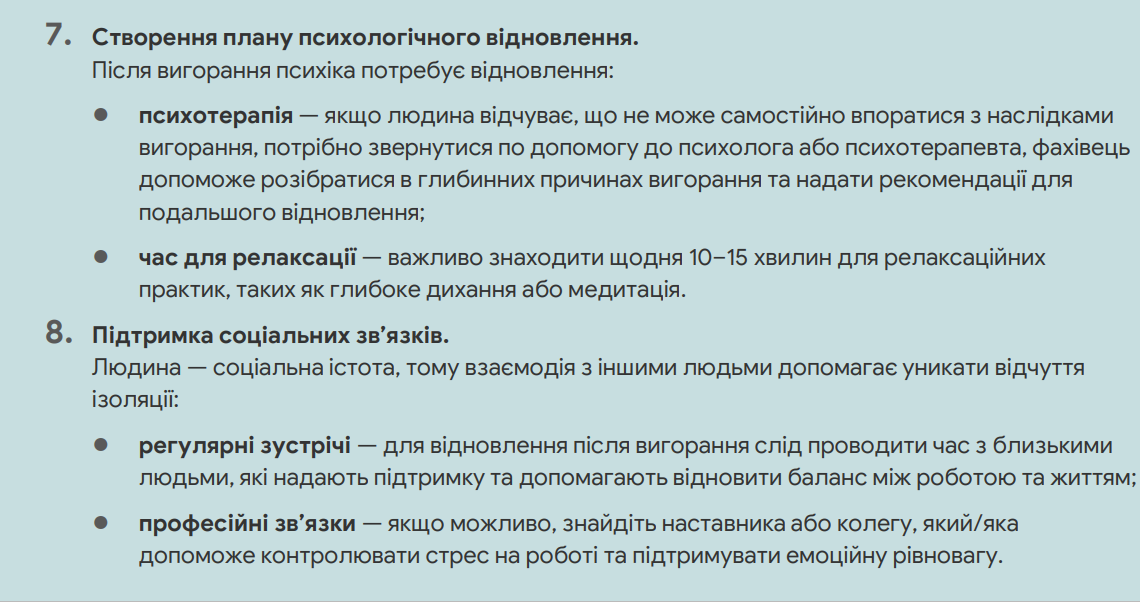 7. Створення плану психологічного відновлення.
Після вигорання психіка потребує відновлення:
● психотерапія — якщо людина відчуває, що не може самостійно впоратися з наслідками
вигорання, потрібно звернутися по допомогу до психолога або психотерапевта, фахівець
допоможе розібратися в глибинних причинах вигорання та надати рекомендації для
подальшого відновлення;
● час для релаксації — важливо знаходити щодня 10–15 хвилин для релаксаційних
практик, таких як глибоке дихання або медитація.
8. Підтримка соціальних зв’язків.
Людина — соціальна істота, тому взаємодія з іншими людьми допомагає уникати відчуття
ізоляції:
● регулярні зустрічі — для відновлення після вигорання слід проводити час з близькими
людьми, які надають підтримку та допомагають відновити баланс між роботою та життям;
● професійні зв’язки — якщо можливо, знайдіть наставника або колегу, який/яка
допоможе контролювати стрес на роботі та підтримувати емоційну рівновагу.